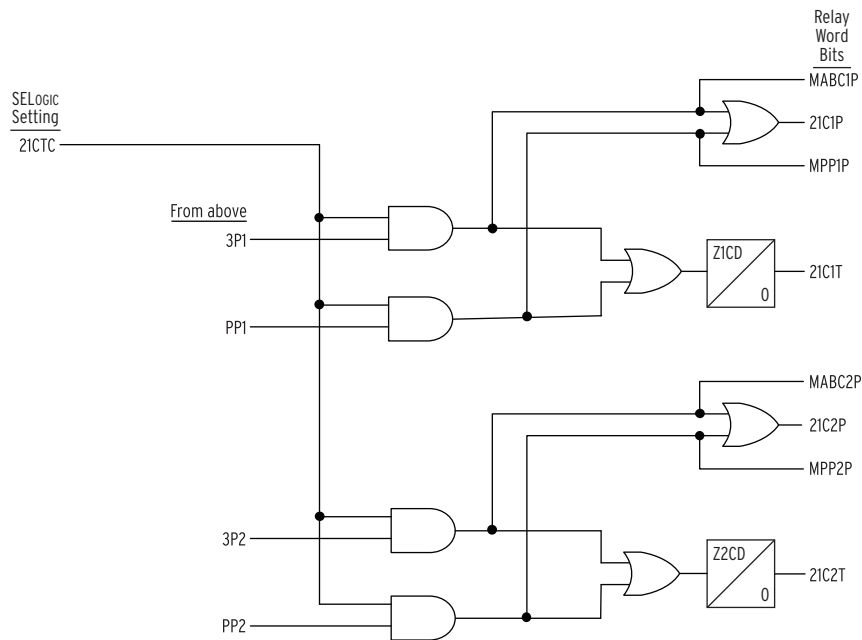 Relay
Word
Bits
MABC1P
SELOGIC
Setting
21C1P
21CTC
MPP1P
From above
3P1
Z1CD
0
21C1T
PP1
MABC2P
21C2P
MPP2P
3P2
Z2CD
0
21C2T
PP2